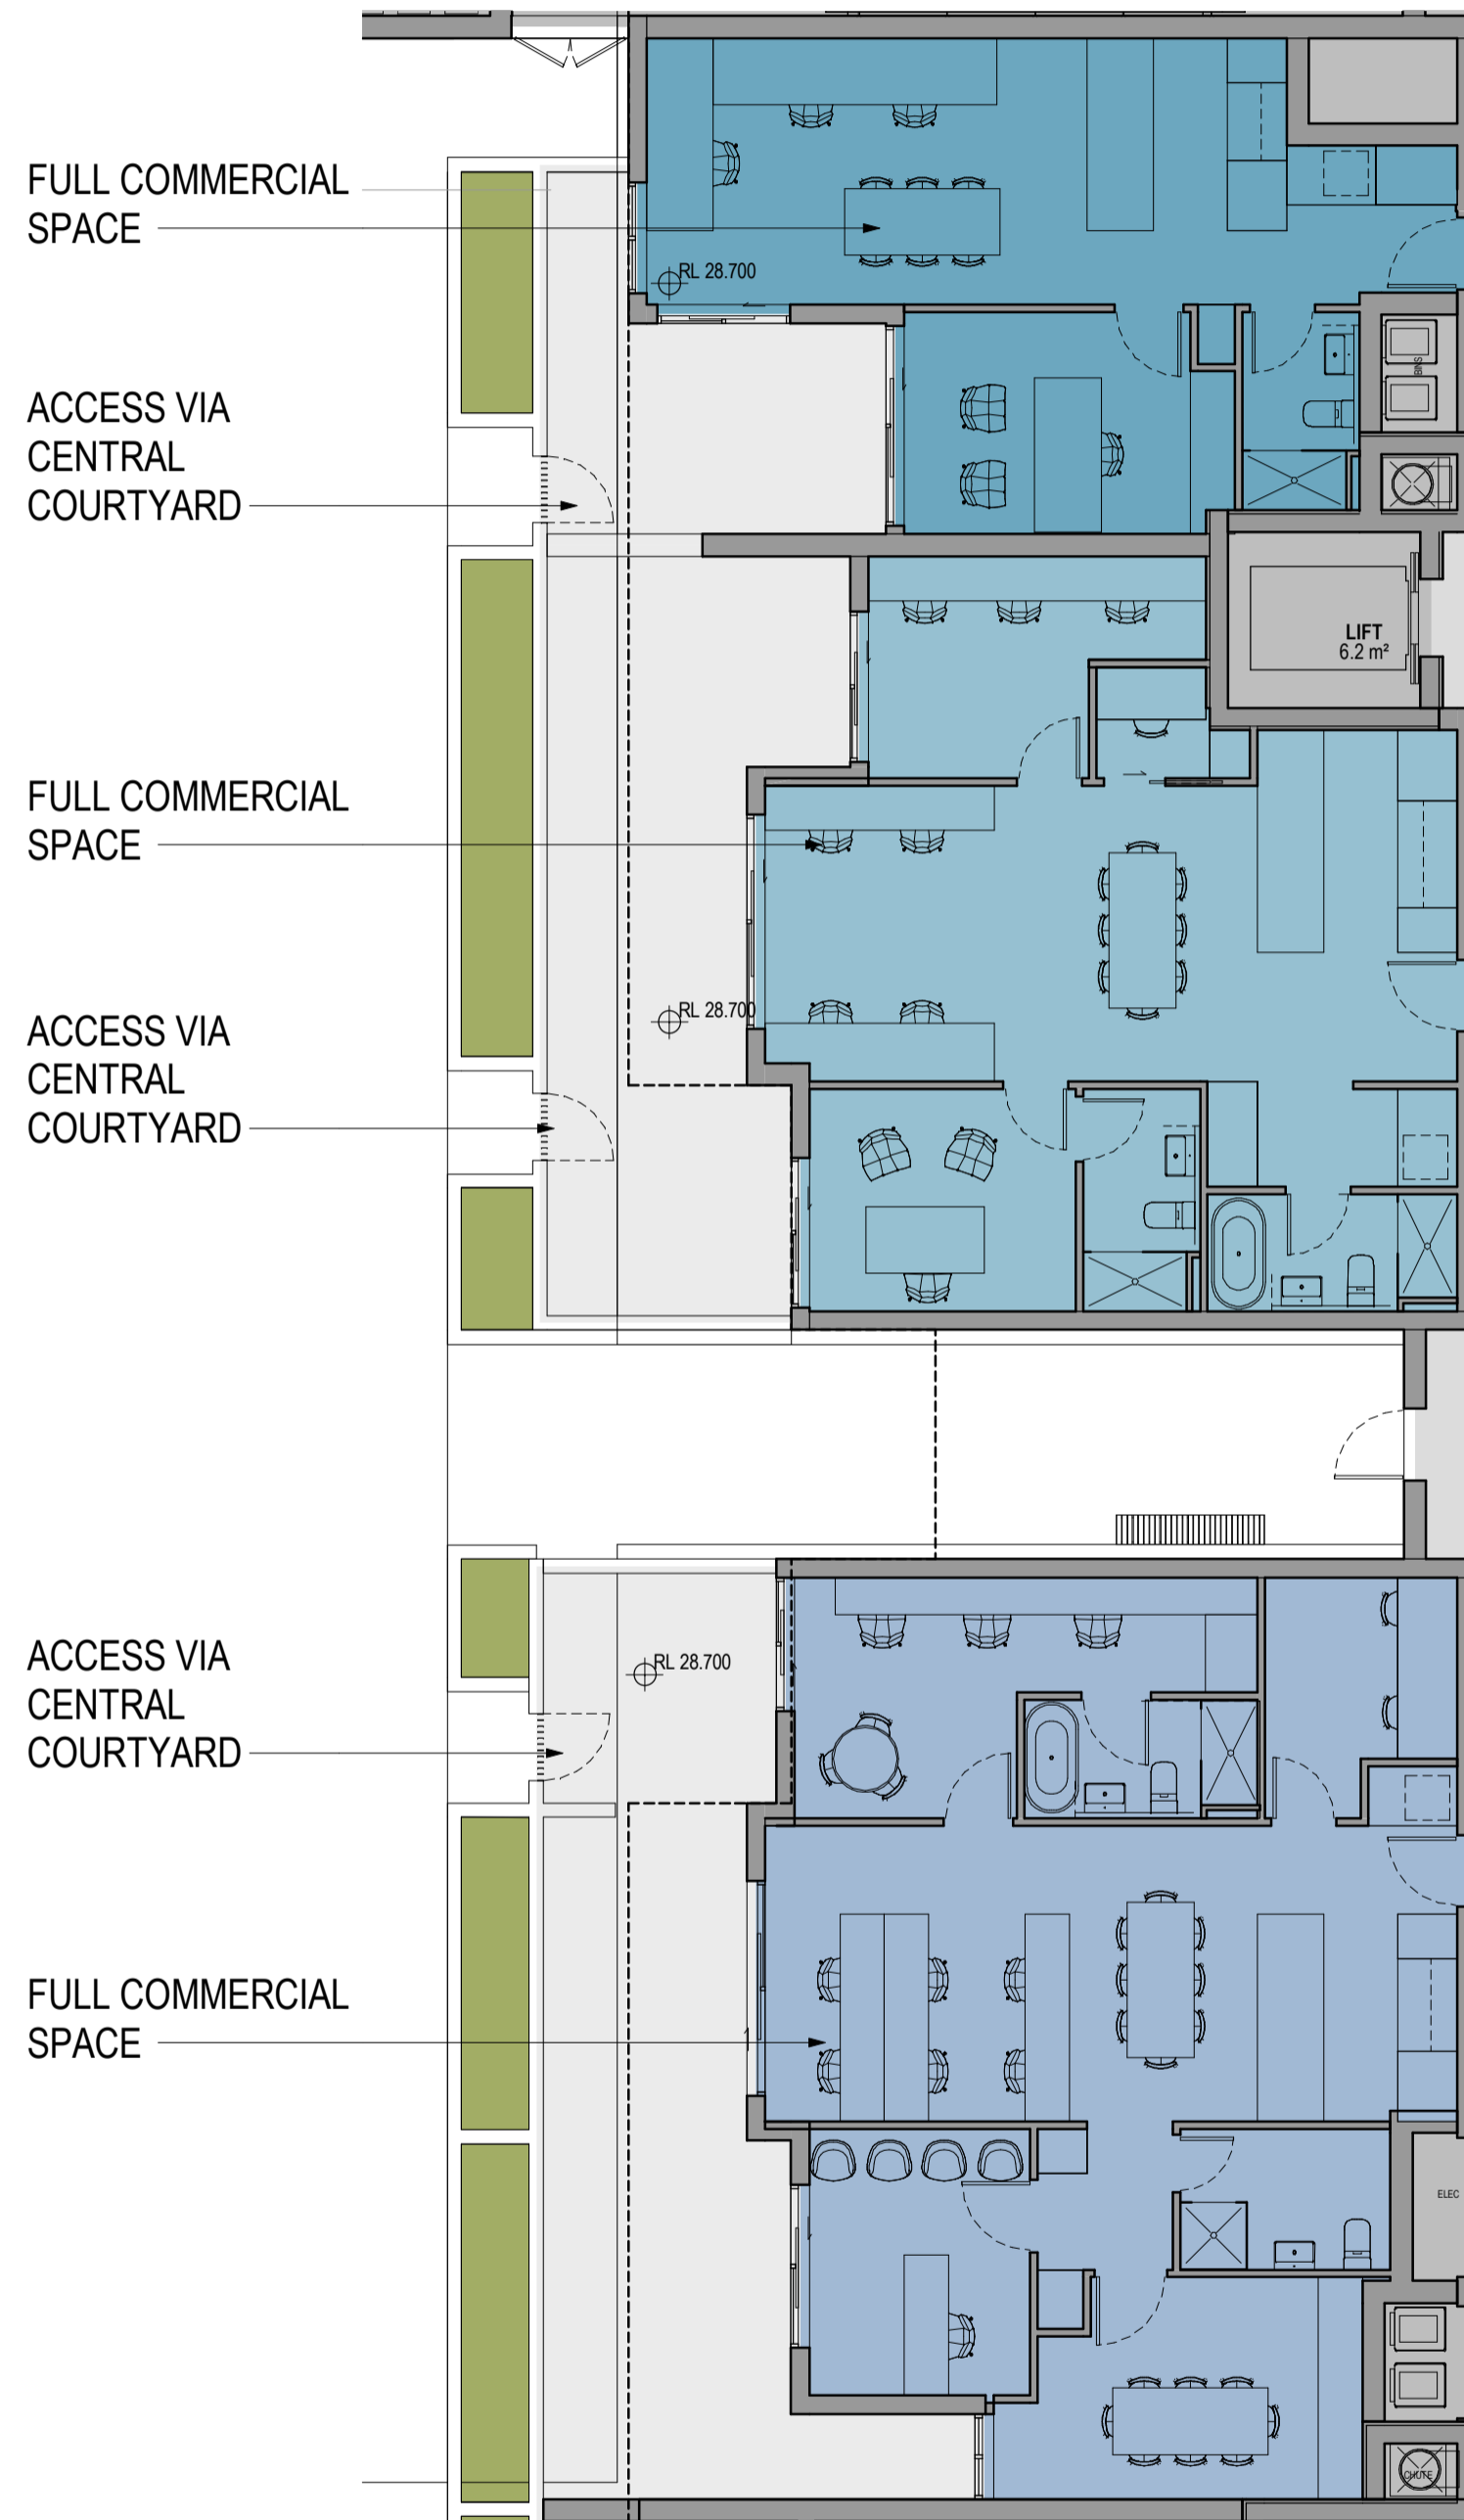 FULL COMMERCIAL
SPACE
RL 28.700
BINS
ACCESS VIA
CENTRAL
COURTYARD
LIFT
6.2 m²
FULL COMMERCIAL
SPACE
RL 28.700
ACCESS VIA
CENTRAL
COURTYARD
ACCESS VIA
CENTRAL
COURTYARD
RL 28.700
FULL COMMERCIAL
SPACE
ELEC
CHUTE